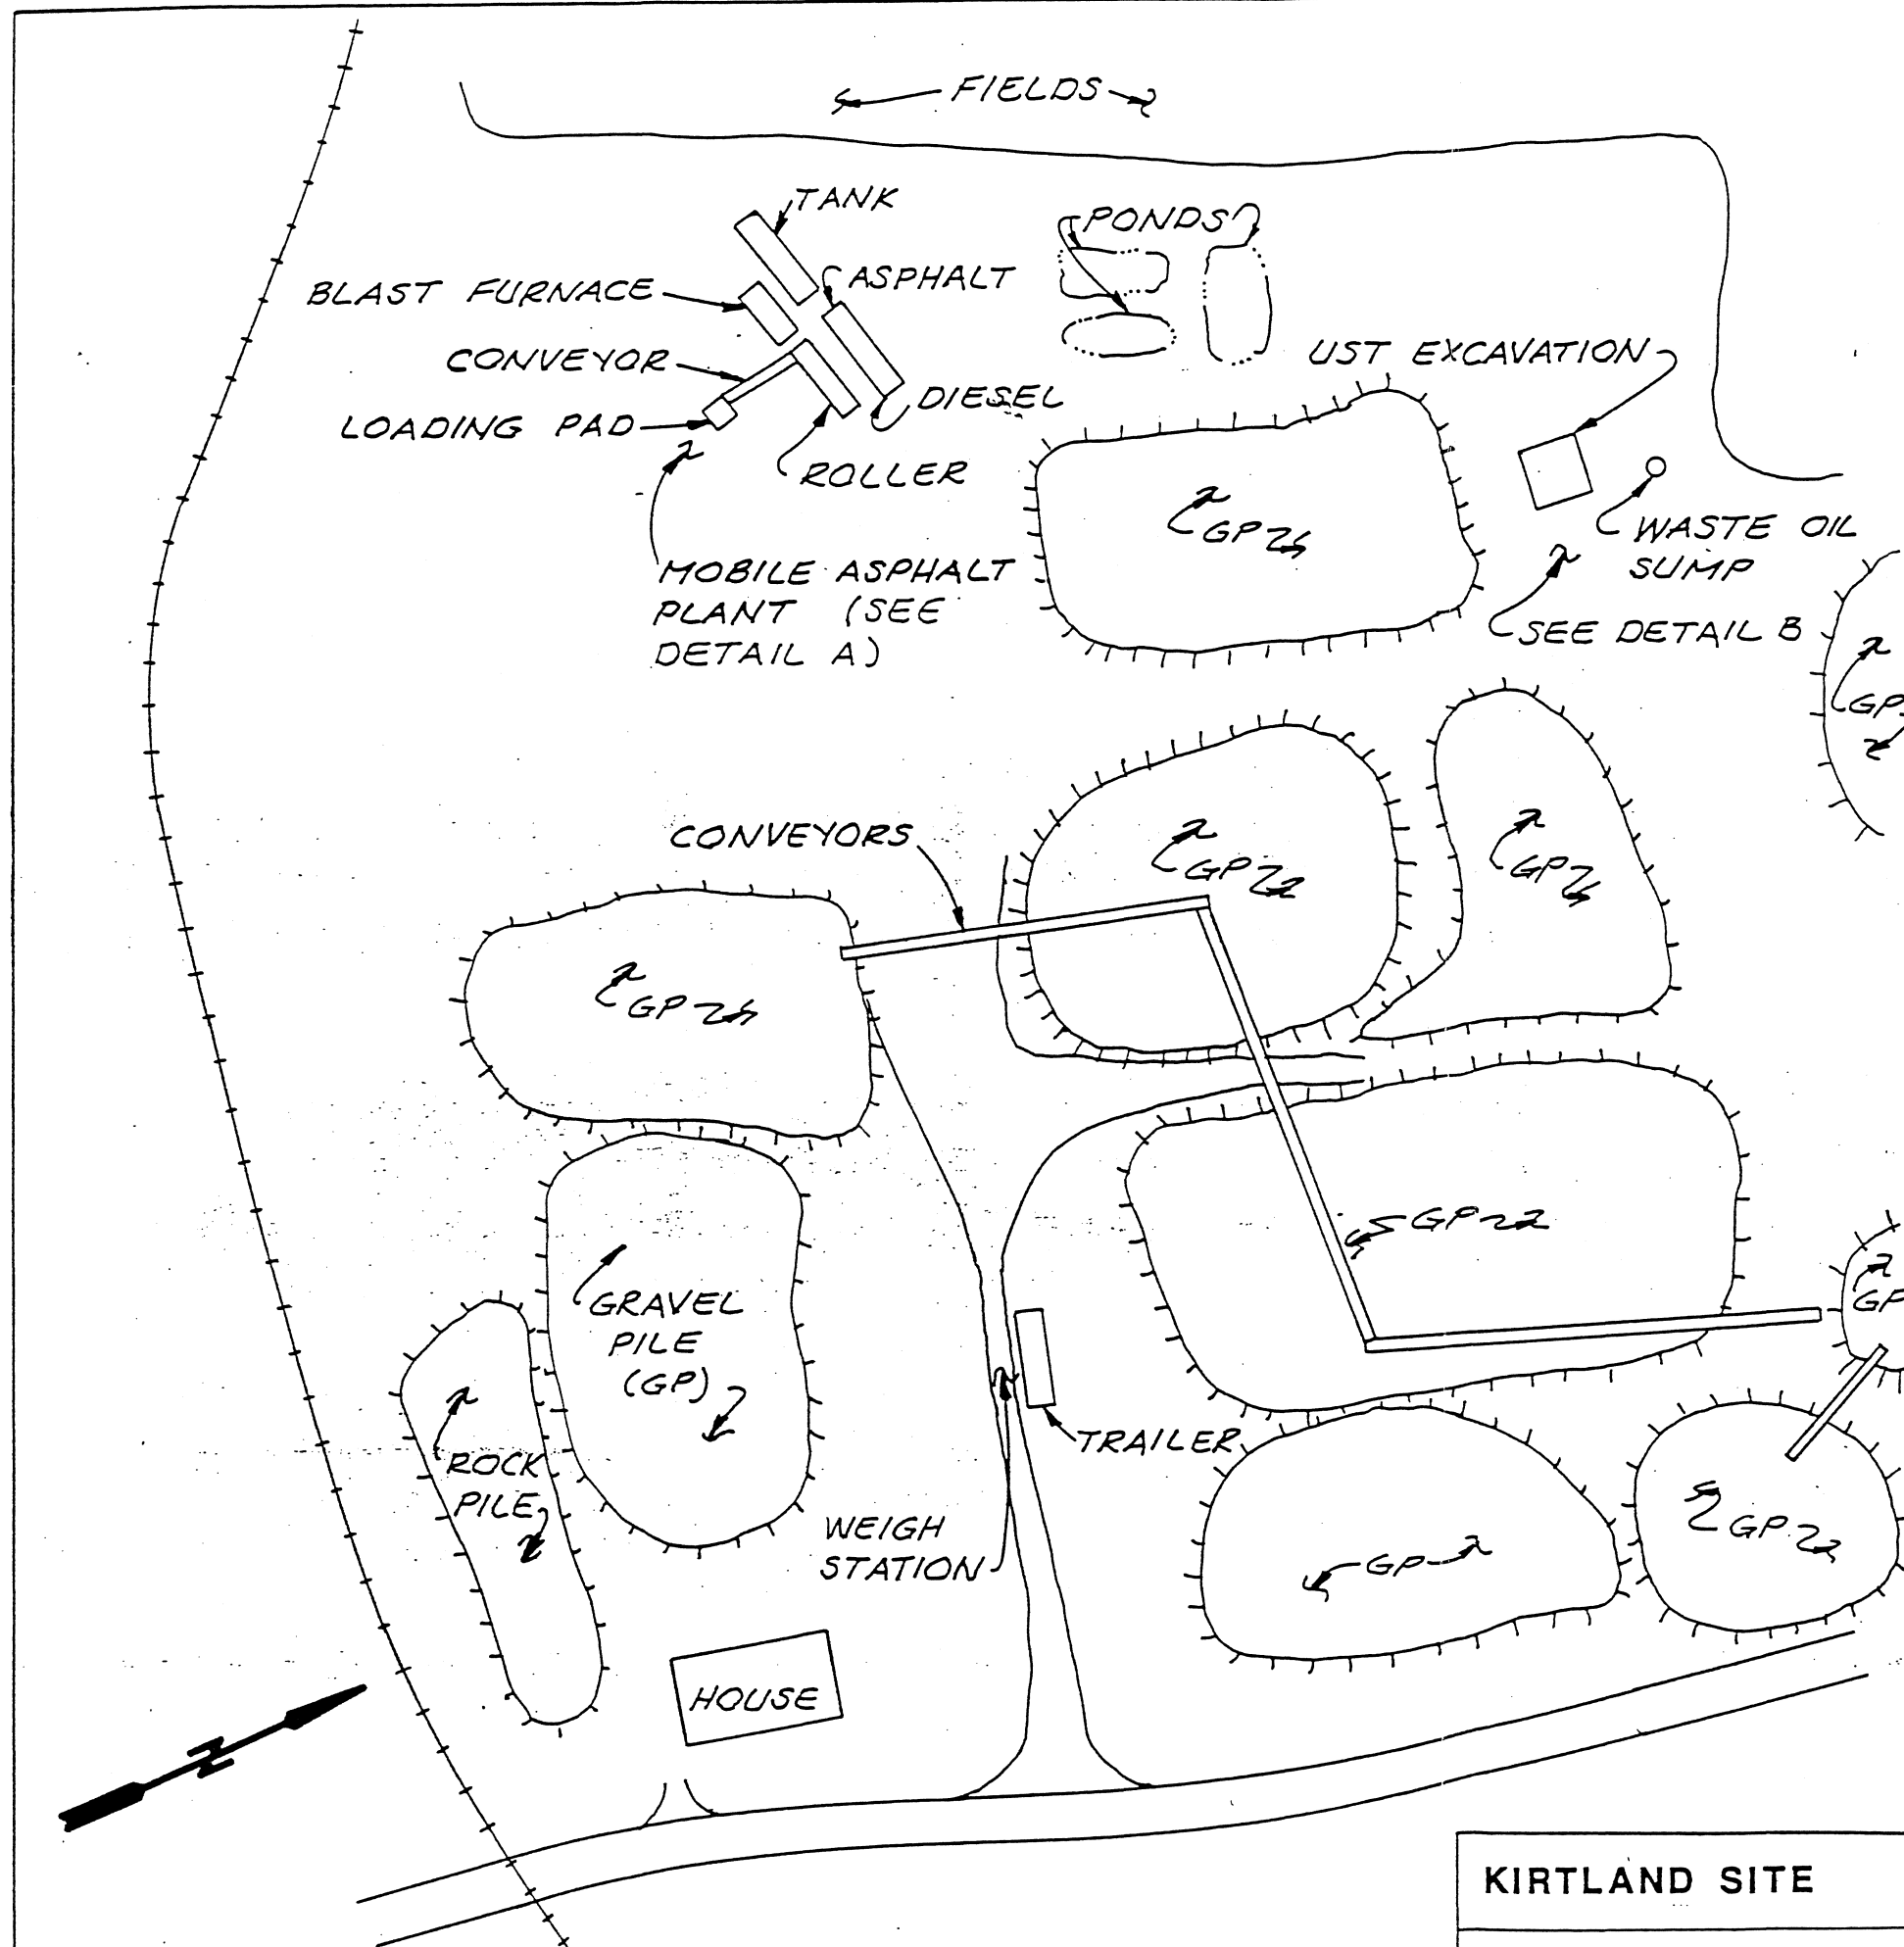 FIELDS
TANK
PONDS
ASPHALT
BLAST FURNACE
UST EXCAVATION
CONVEYOR
DIESEL
LOADING PAD
ROLLER
GP
WASTE OIL
SUMP
MOBILE ASPHALT
PLANT (SEE
DETAIL A)
SEE DETAIL B
GP
CONVEYORS
GP
GP
GP
GP
GRAVEL
PILE
(GP)
GP
TRAILER
ROCK
PILE
WEIGH
STATION
GP
GP
HOUSE
N
KIRTLAND SITE